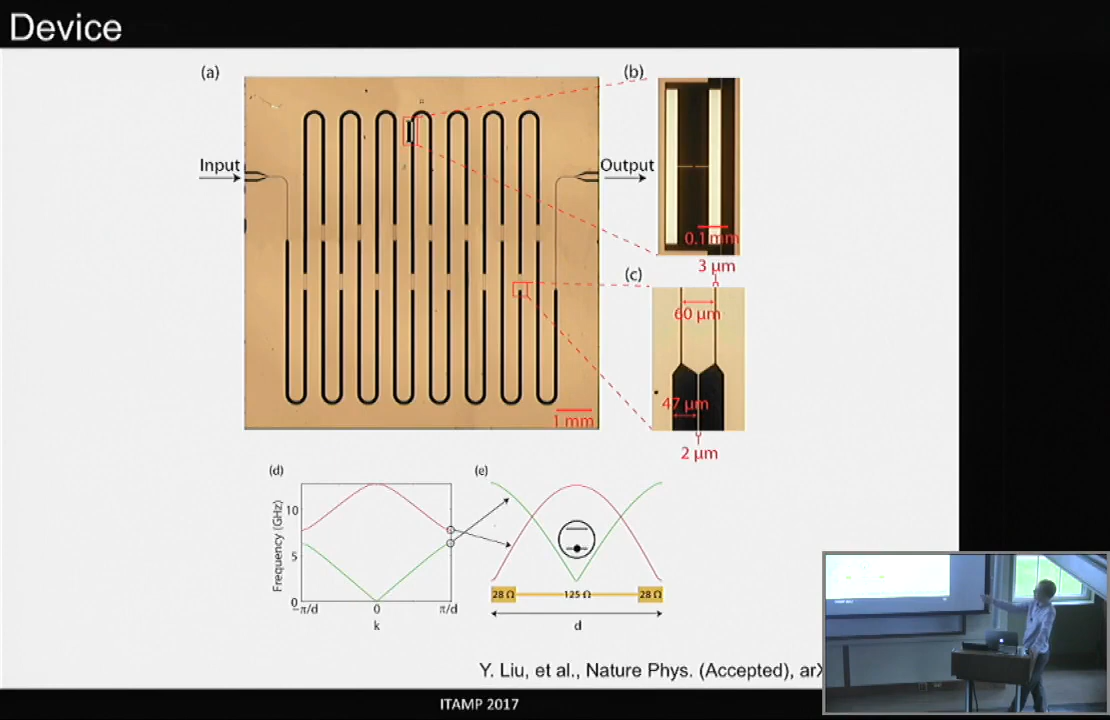 Device
(a)
(b)
Input
Output
0.1 mm
3 µm
(c)
60 µm
47 µm
1 mm
2 µm
(d)
(e)
Frequency (GHz)
10
5
0
−π/d
0
π/d
k
28 Ω
125 Ω
28 Ω
d
Y. Liu, et al., Nature Phys. (Accepted), arX
ITAMP 2017